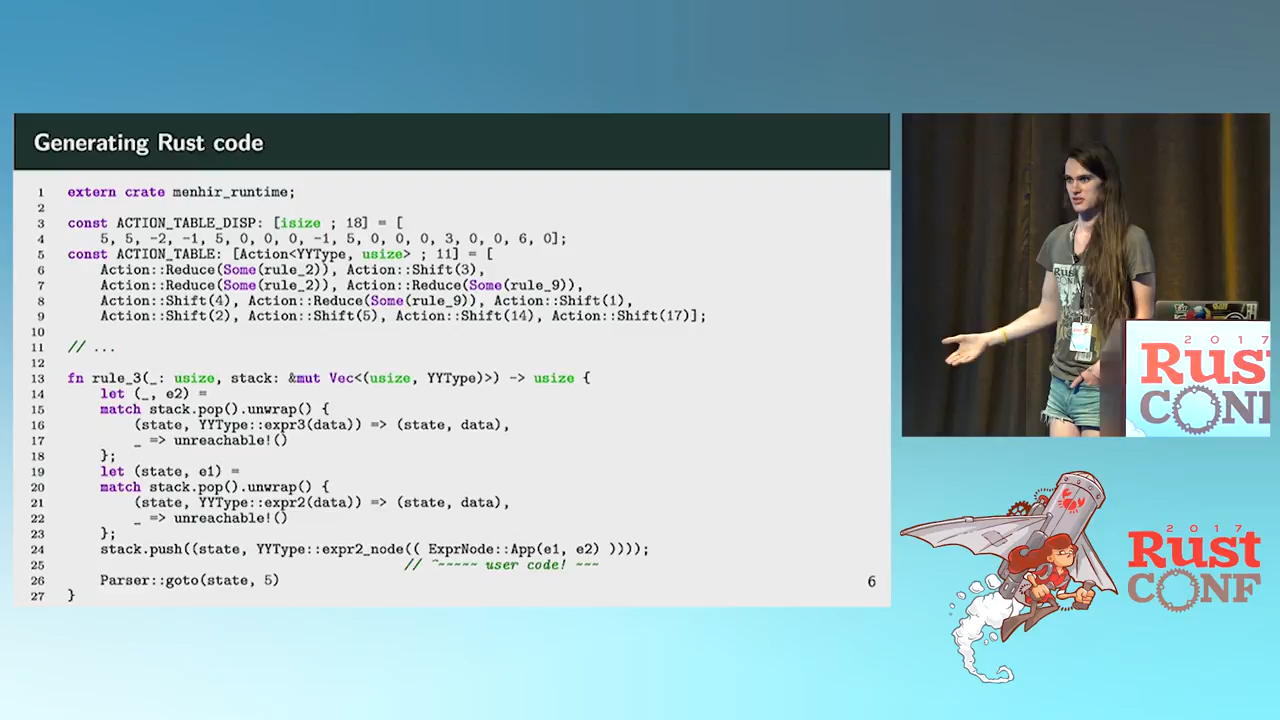 Generating Rust code
1 extern crate menhir_runtime;
2
3 const ACTION_TABLE_DISP: [isize ; 18] = [
4 5, 5, -2, -1, 5, 0, 0, 0, -1, 5, 0, 0, 0, 3, 0, 0, 6, 0];
5 const ACTION_TABLE: [Action<YYType, usize> ; 11] = [
6 Action::Reduce(Some(rule_2)), Action::Shift(3),
7 Action::Reduce(Some(rule_2)), Action::Reduce(Some(rule_9)),
8 Action::Shift(4), Action::Reduce(Some(rule_9)), Action::Shift(1),
9 Action::Shift(2), Action::Shift(5), Action::Shift(14), Action::Shift(17)];
10
11 // ...
12
13 fn rule_3(_: usize, stack: &mut Vec<(usize, YYType)>) -> usize {
14 let (_, e2) =
15 match stack.pop().unwrap() {
16 (state, YYType::expr3(data)) => (state, data),
17 _ => unreachable!()
18 };
19 let (state, e1) =
20 match stack.pop().unwrap() {
21 (state, YYType::expr2(data)) => (state, data),
22 _ => unreachable!()
23 };
24 stack.push((state, YYType::expr2_node(( ExprNode::App(e1, e2) ))));
25 // ^~~~~~ user code! ~~~
26 Parser::goto(state, 5)
27 }
6
2017
Rus
CONF
2017
Rust
CONF